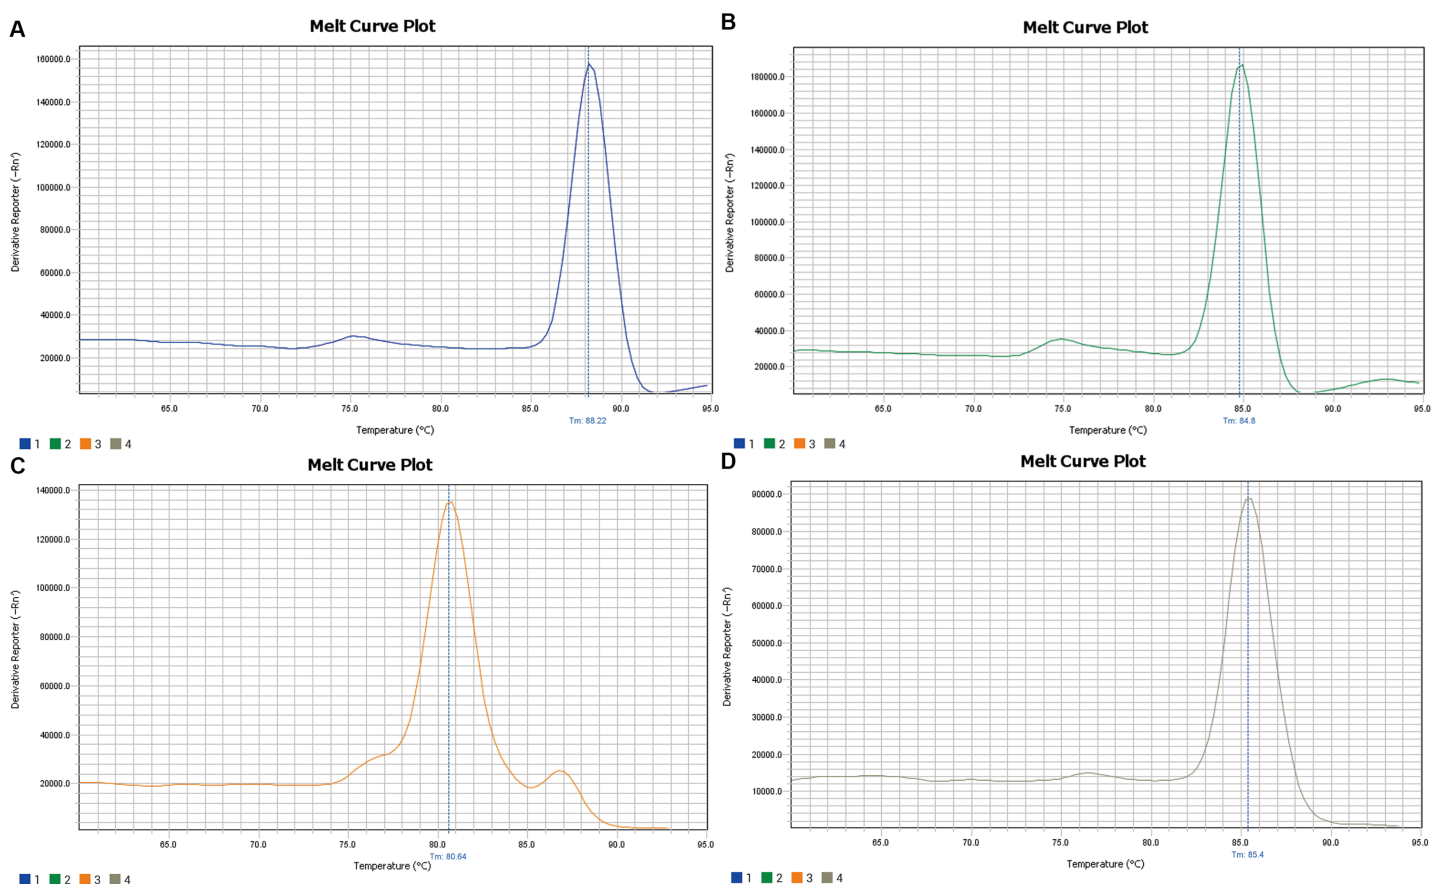 A
Melt Curve Plot
Derivative Reporter (-Rn')
160000.0
140000.0
120000.0
100000.0
80000.0
60000.0
40000.0
20000.0
65.0 70.0 75.0 80.0 85.0 90.0 95.0
Tm: 88.22
Temperature (°C)
1 2 3 4
B
Melt Curve Plot
Derivative Reporter (-Rn')
180000.0
160000.0
140000.0
120000.0
100000.0
80000.0
60000.0
40000.0
20000.0
65.0 70.0 75.0 80.0 85.0 90.0 95.0
Tm: 84.8
Temperature (°C)
1 2 3 4
C
Melt Curve Plot
Derivative Reporter (-Rn')
140000.0
120000.0
100000.0
80000.0
60000.0
40000.0
20000.0
65.0 70.0 75.0 80.0 85.0 90.0 95.0
Tm: 80.64
Temperature (°C)
1 2 3 4
D
Melt Curve Plot
Derivative Reporter (-Rn')
90000.0
80000.0
70000.0
60000.0
50000.0
40000.0
30000.0
20000.0
10000.0
65.0 70.0 75.0 80.0 85.0 90.0 95.0
Tm: 85.4
Temperature (°C)
1 2 3 4